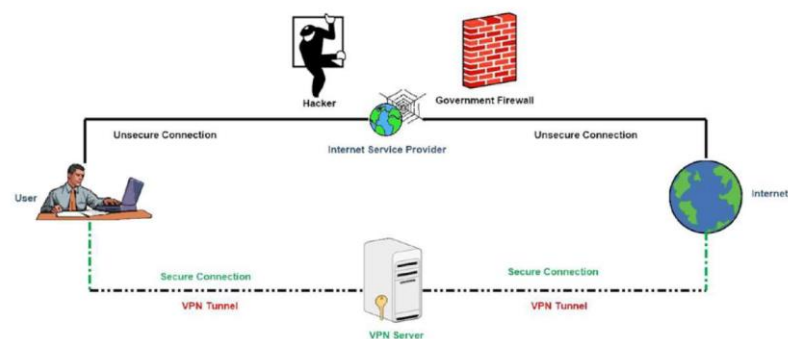 Hacker
Government Firewall
Unsecure Connection
Unsecure Connection
Internet Service Provider
User
Internet
Secure Connection
Secure Connection
VPN Tunnel
VPN Tunnel
VPN Server